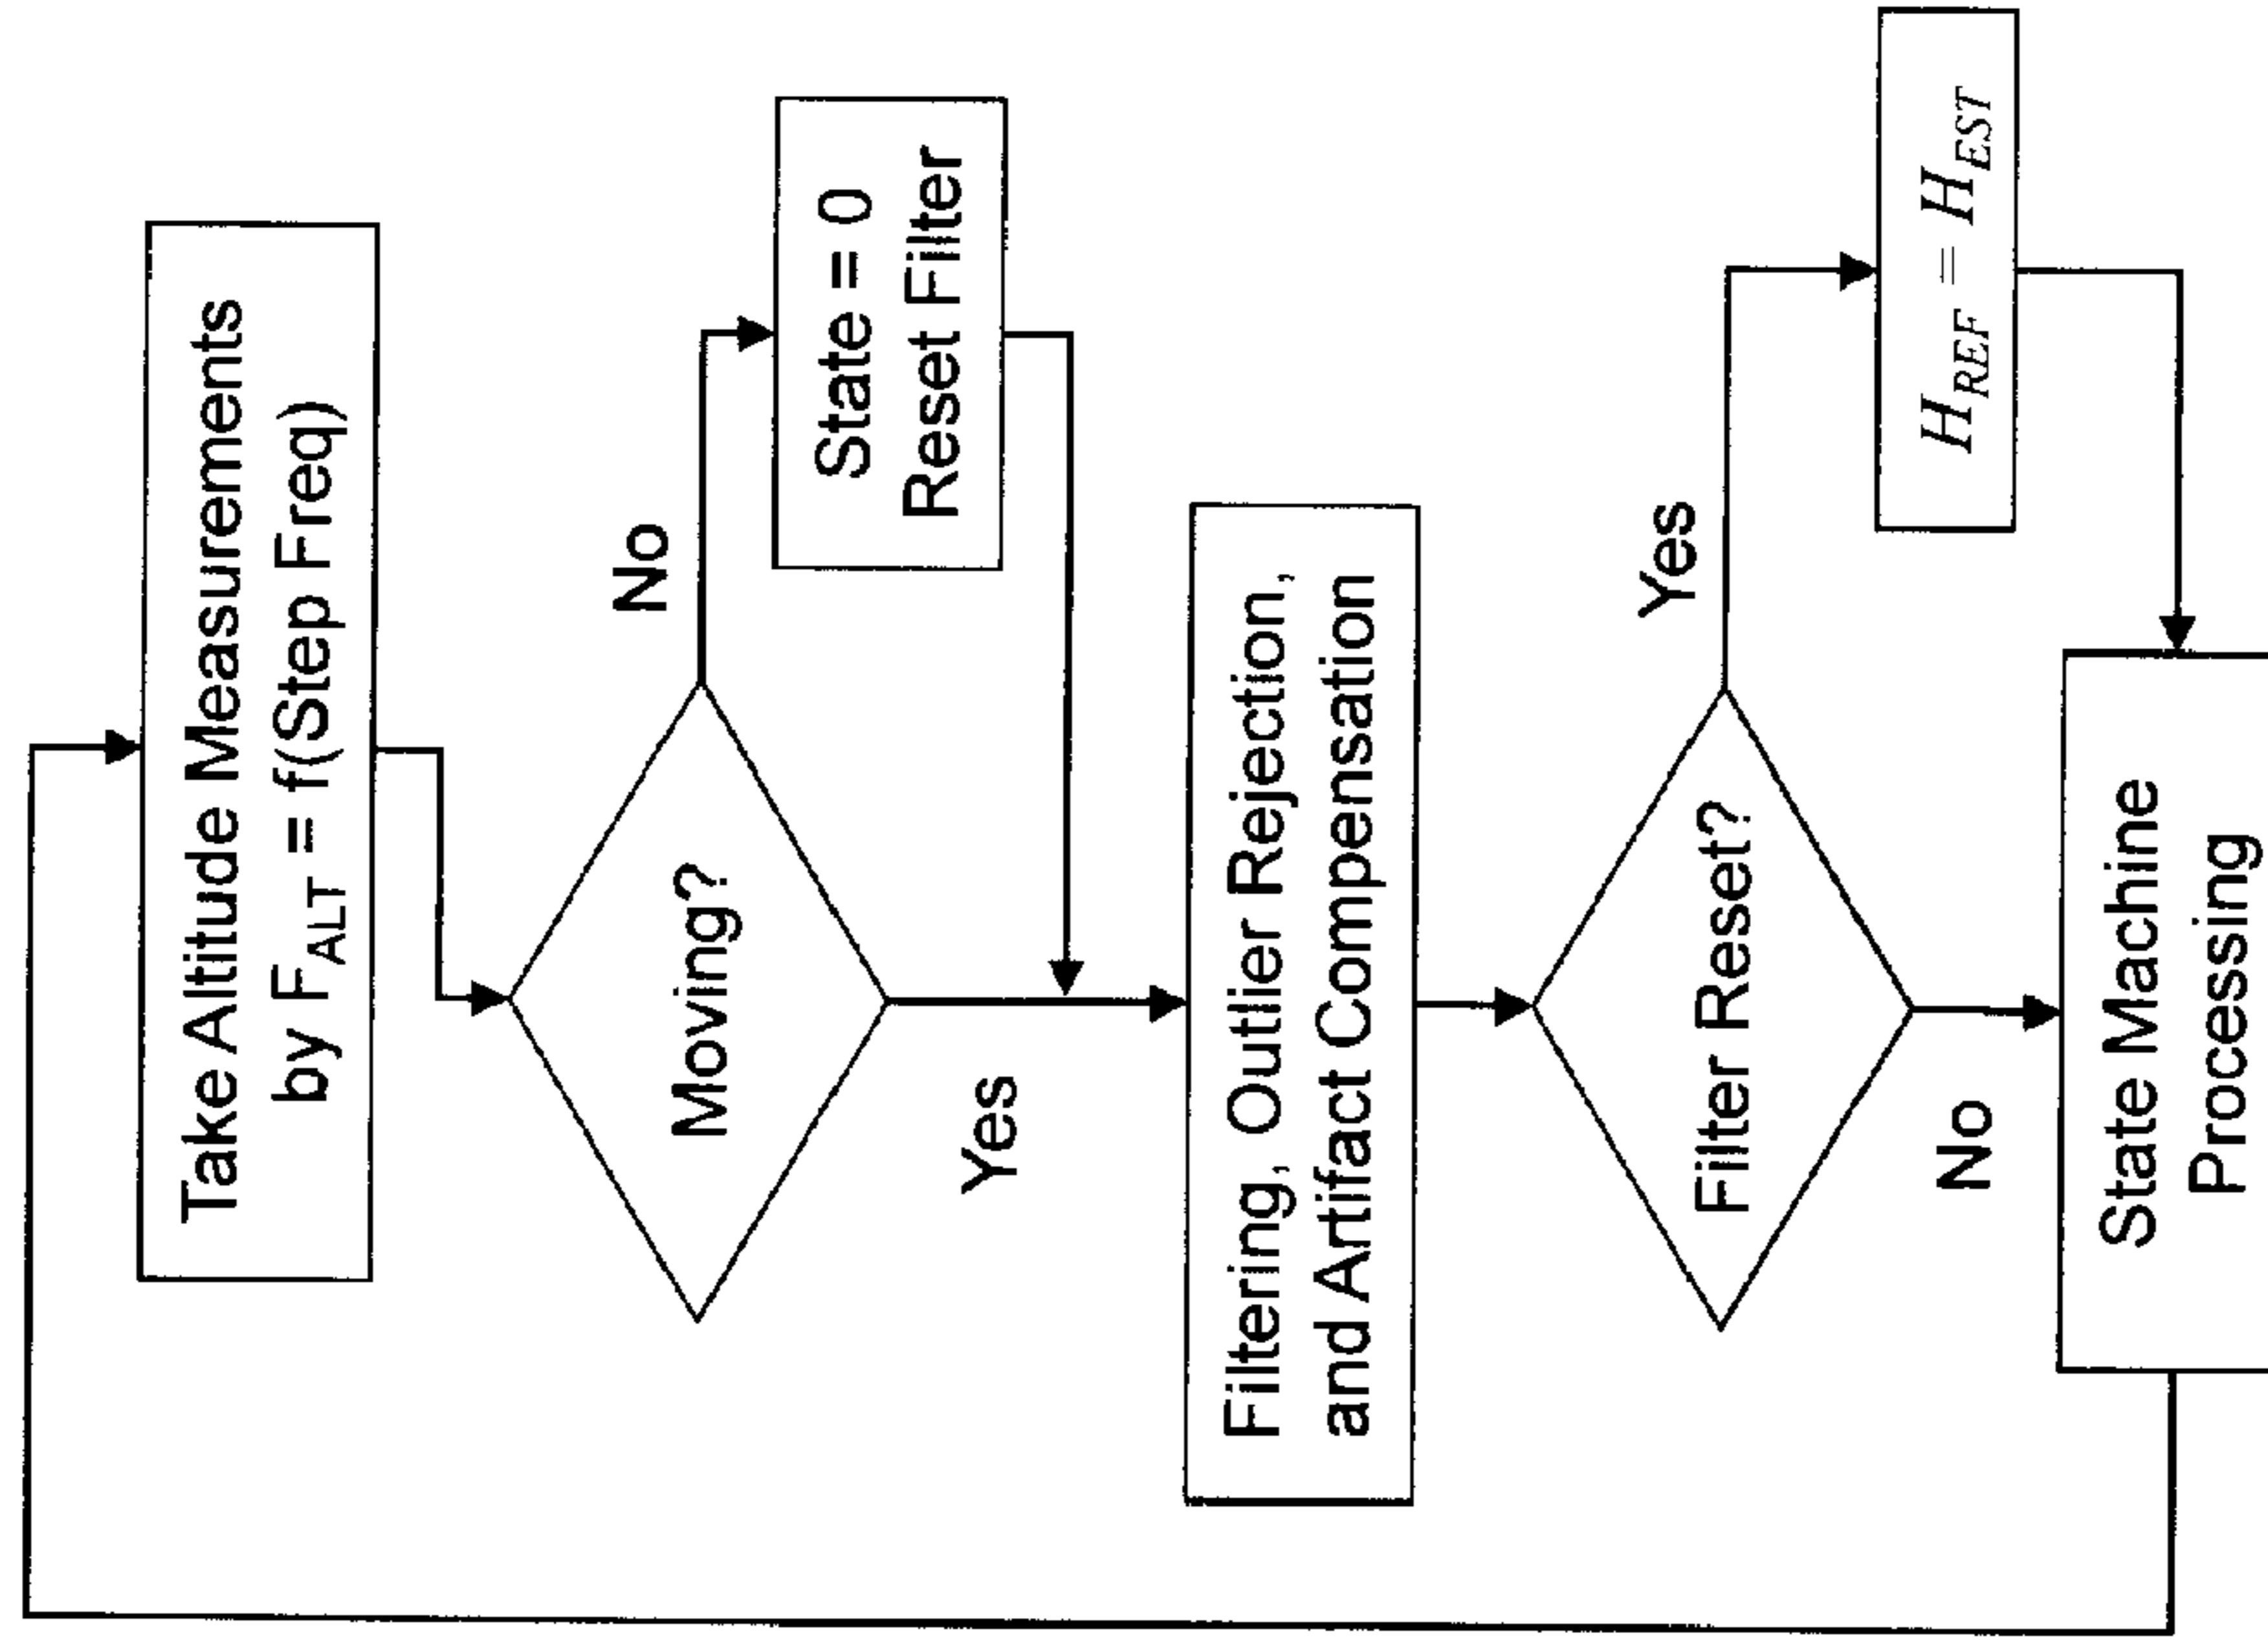 Take Altitude Measurements
by F_ALT = f(Step Freq)
Moving?
No
State = 0
Reset Filter
Yes
Filtering, Outlier Rejection,
and Artifact Compensation
Filter Reset?
Yes
H_REF = H_EST
No
State Machine
Processing